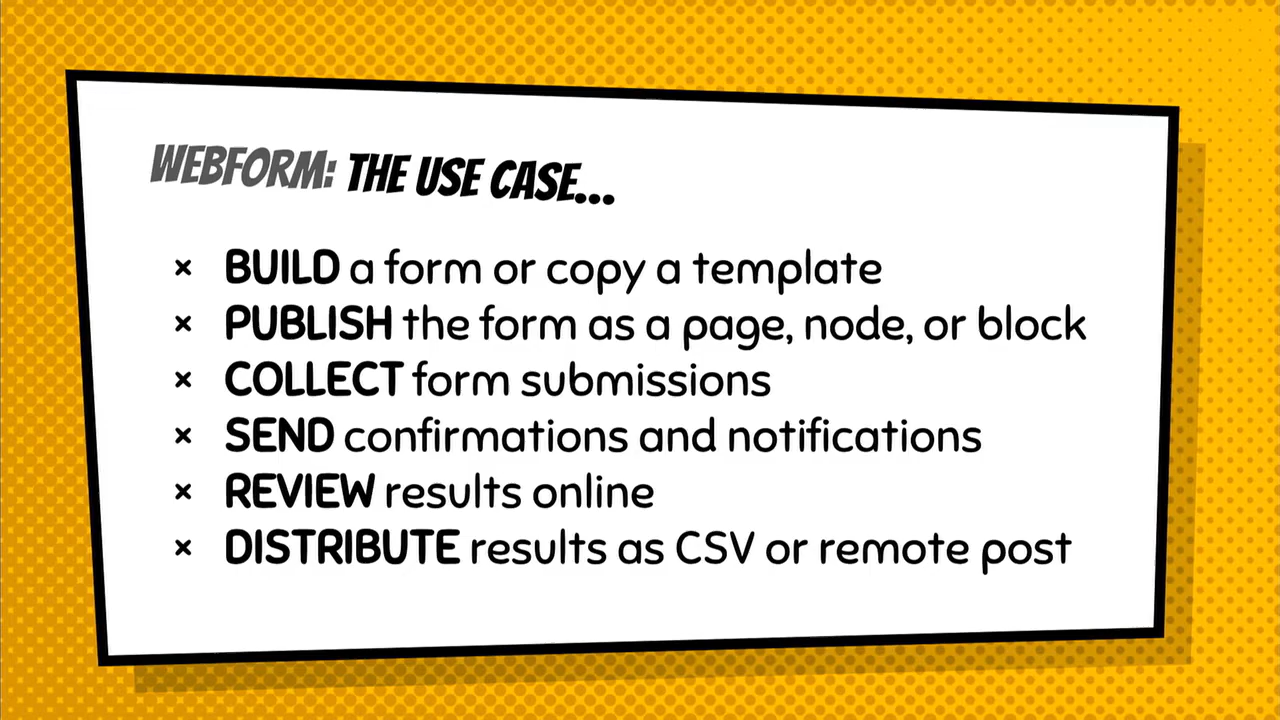 WEBFORM: THE USE CASE...
× BUILD a form or copy a template
× PUBLISH the form as a page, node, or block
× COLLECT form submissions
× SEND confirmations and notifications
× REVIEW results online
× DISTRIBUTE results as CSV or remote post